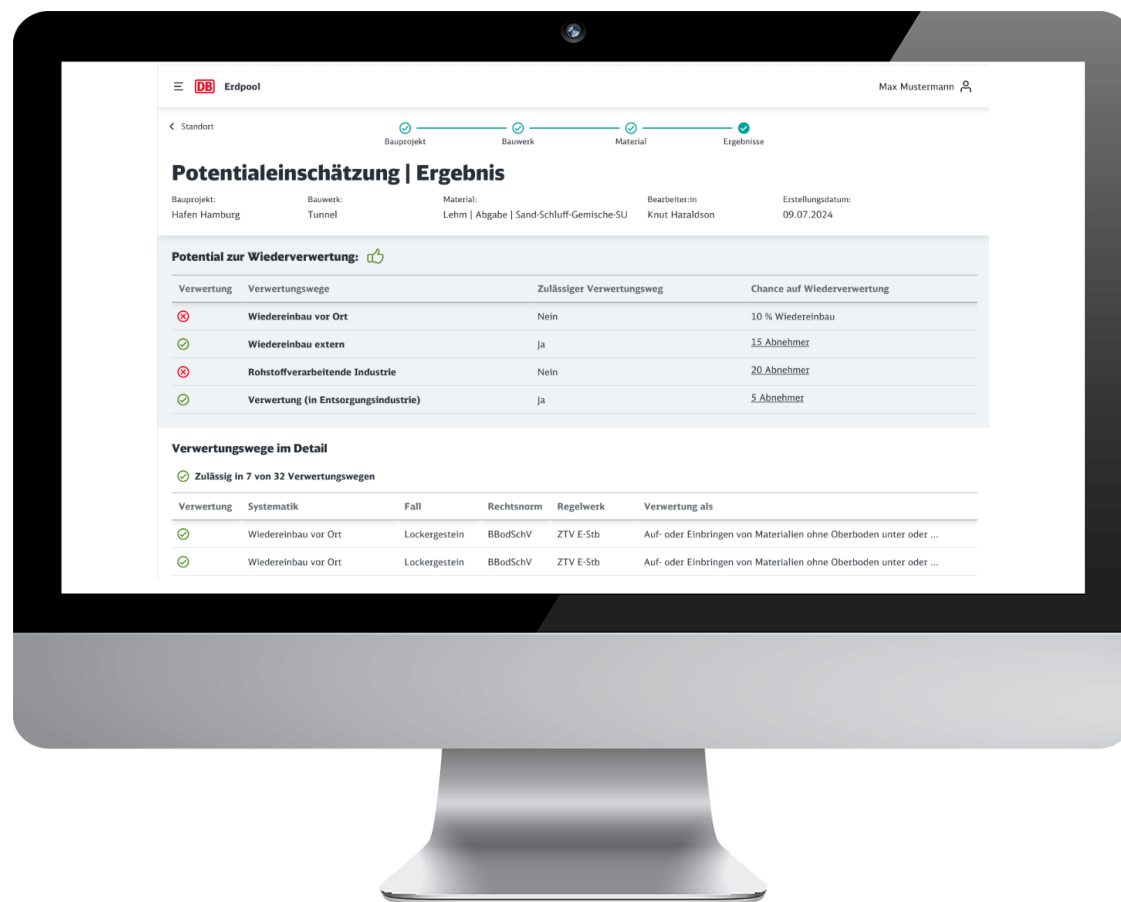 DB Erdpool Max Mustermann
Standort
Bauprojekt Bauwerk Material Ergebnisse
Potentialeinschätzung | Ergebnis
Bauprojekt: Bauwerk: Material: Bearbeiter:in Erstellungsdatum:
Hafen Hamburg Tunnel Lehm | Abgabe | Sand-Schluff-Gemische-SU Knut Haraldson 09.07.2024
Potential zur Wiederverwertung:
Verwertung Verwertungswege Zulässiger Verwertungsweg Chance auf Wiederverwertung
Wiedereinbau vor Ort Nein 10 % Wiedereinbau
Wiedereinbau extern Ja 15 Abnehmer
Rohstoffverarbeitende Industrie Nein 20 Abnehmer
Verwertung (in Entsorgungsindustrie) Ja 5 Abnehmer
Verwertungswege im Detail
Zulässig in 7 von 32 Verwertungswegen
Verwertung Systematik Fall Rechtsnorm Regelwerk Verwertung als
Wiedereinbau vor Ort Lockergestein BBodSchV ZTV E-Stb Auf- oder Einbringen von Materialien ohne Oberboden unter oder ...
Wiedereinbau vor Ort Lockergestein BBodSchV ZTV E-Stb Auf- oder Einbringen von Materialien ohne Oberboden unter oder ...